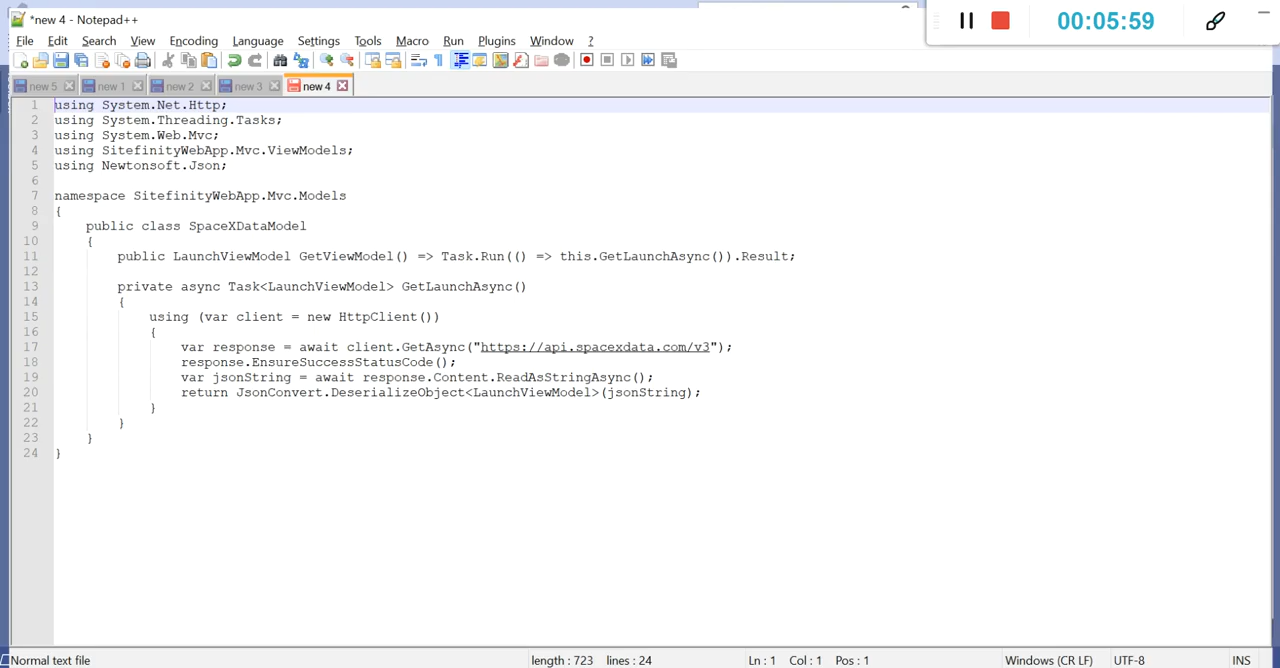 *new 4 - Notepad++
00:05:59
File Edit Search View Encoding Language Settings Tools Macro Run Plugins Window ?
new 5 new 1 new 2 new 3 new 4
1 using System.Net.Http;
2 using System.Threading.Tasks;
3 using System.Web.Mvc;
4 using SitefinityWebApp.Mvc.ViewModels;
5 using Newtonsoft.Json;
6
7 namespace SitefinityWebApp.Mvc.Models
8 {
9 public class SpaceXDataModel
10 {
11 public LaunchViewModel GetViewModel() => Task.Run(() => this.GetLaunchAsync()).Result;
12
13 private async Task<LaunchViewModel> GetLaunchAsync()
14 {
15 using (var client = new HttpClient())
16 {
17 var response = await client.GetAsync("https://api.spacexdata.com/v3");
18 response.EnsureSuccessStatusCode();
19 var jsonString = await response.Content.ReadAsStringAsync();
20 return JsonConvert.DeserializeObject<LaunchViewModel>(jsonString);
21 }
22 }
23 }
24 }
Normal text file length : 723 lines : 24 Ln : 1 Col : 1 Pos : 1 Windows (CR LF) UTF-8 INS